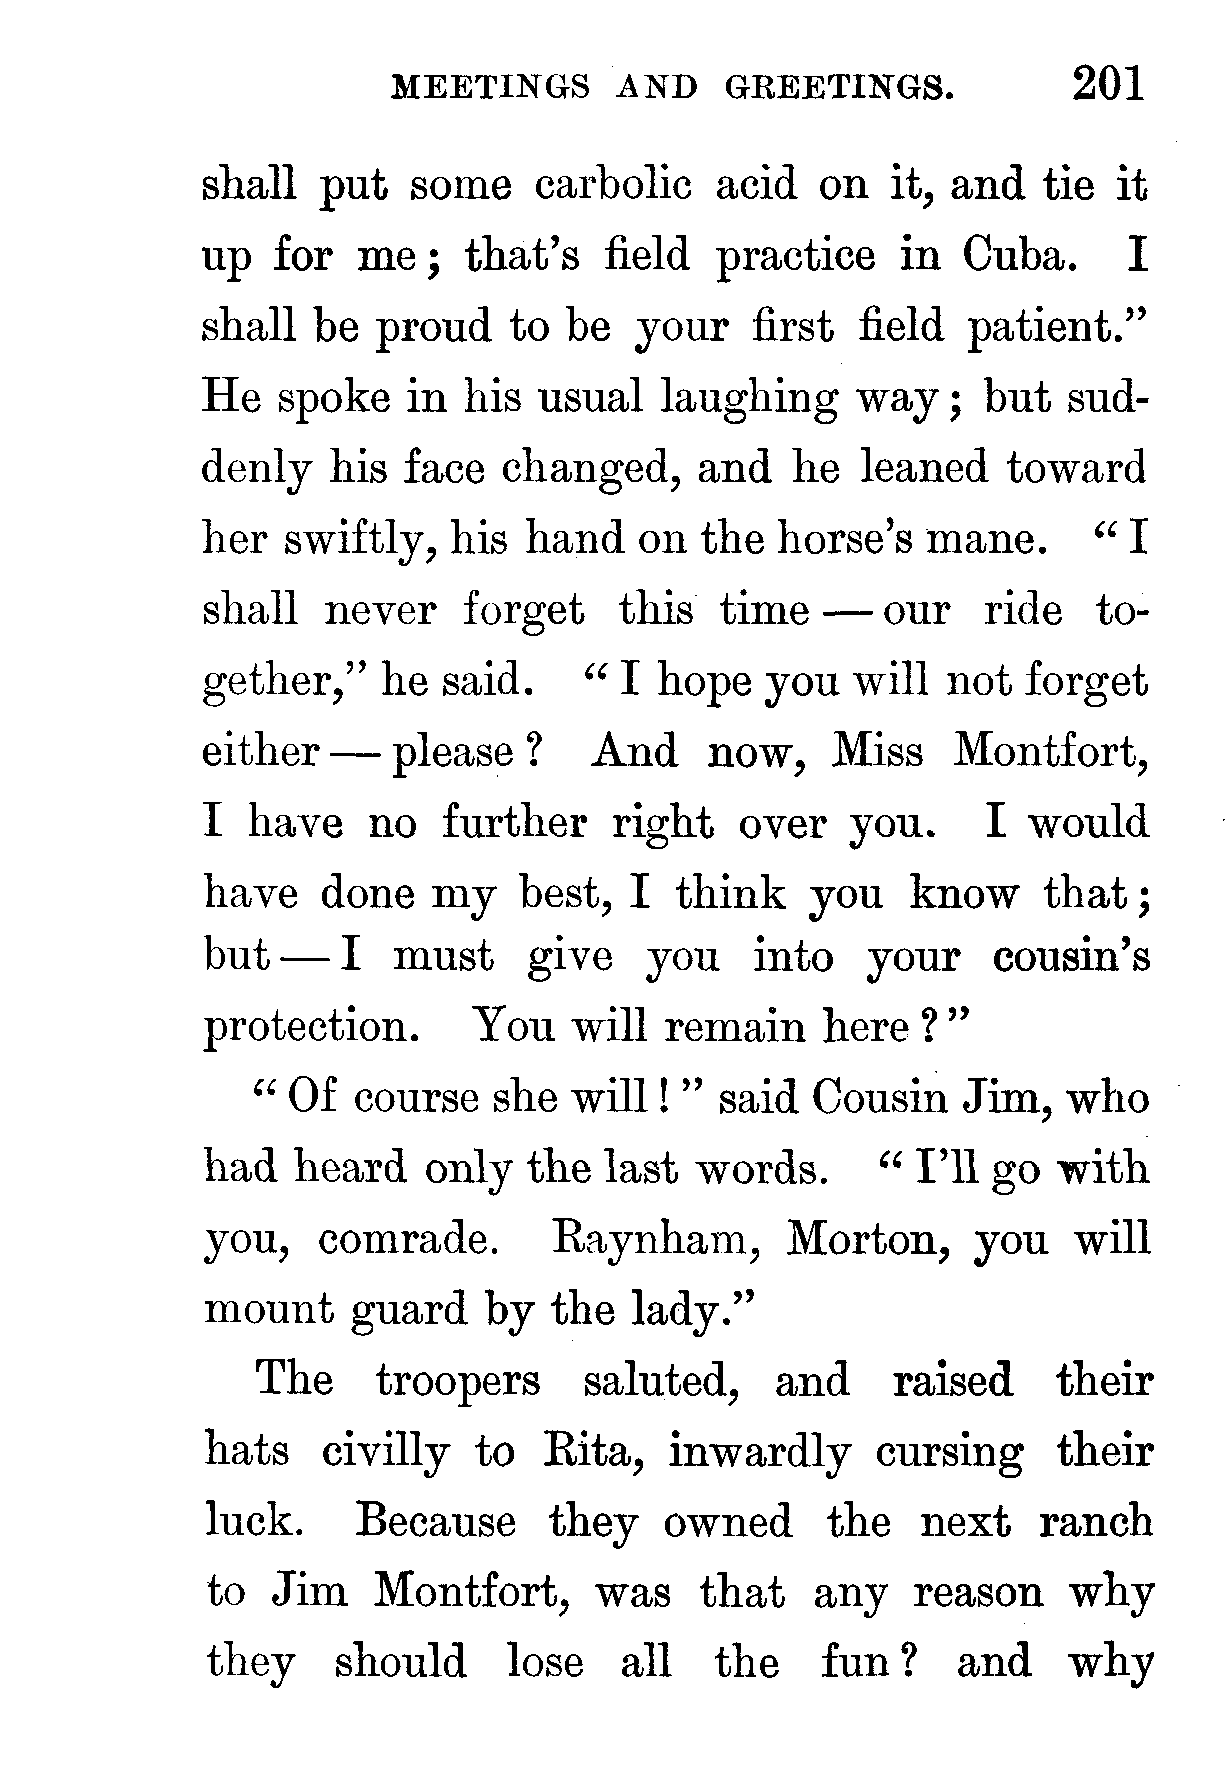 MEETINGS AND GREETINGS. 201
shall put some carbolic acid on it, and tie it
up for me; that's field practice in Cuba. I
shall be proud to be your first field patient."
He spoke in his usual laughing way; but sud-
denly his face changed, and he leaned toward
her swiftly, his hand on the horse's mane. "I
shall never forget this time — our ride to-
gether," he said. "I hope you will not forget
either — please? And now, Miss Montfort,
I have no further right over you. I would
have done my best, I think you know that;
but — I must give you into your cousin's
protection. You will remain here?"
"Of course she will!" said Cousin Jim, who
had heard only the last words. "I'll go with
you, comrade. Raynham, Morton, you will
mount guard by the lady."
The troopers saluted, and raised their
hats civilly to Rita, inwardly cursing their
luck. Because they owned the next ranch
to Jim Montfort, was that any reason why
they should lose all the fun? and why